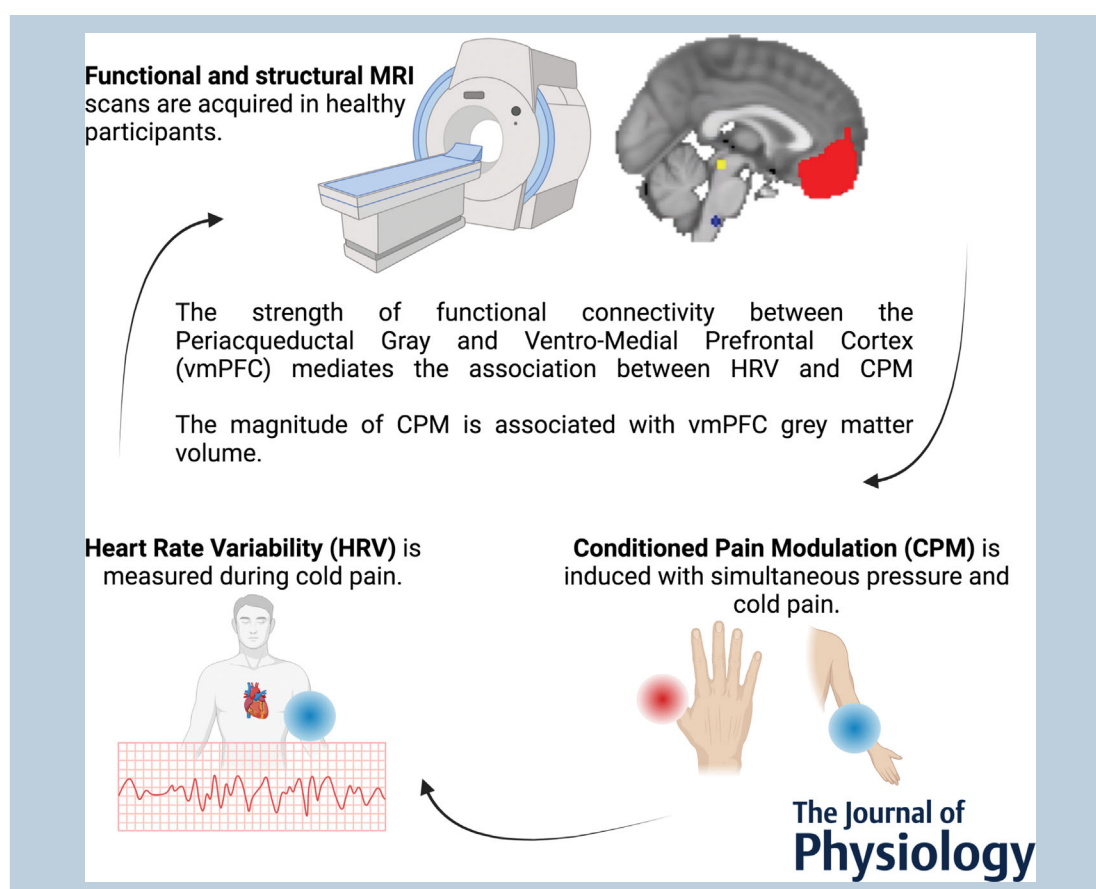 Functional and structural MRI
scans are acquired in healthy
participants.
The strength of functional connectivity between the
Periacqueductal Gray and Ventro-Medial Prefrontal Cortex
(vmPFC) mediates the association between HRV and CPM
The magnitude of CPM is associated with vmPFC grey matter
volume.
Heart Rate Variability (HRV) is
measured during cold pain.
Conditioned Pain Modulation (CPM) is
induced with simultaneous pressure and
cold pain.
The Journal of
Physiology